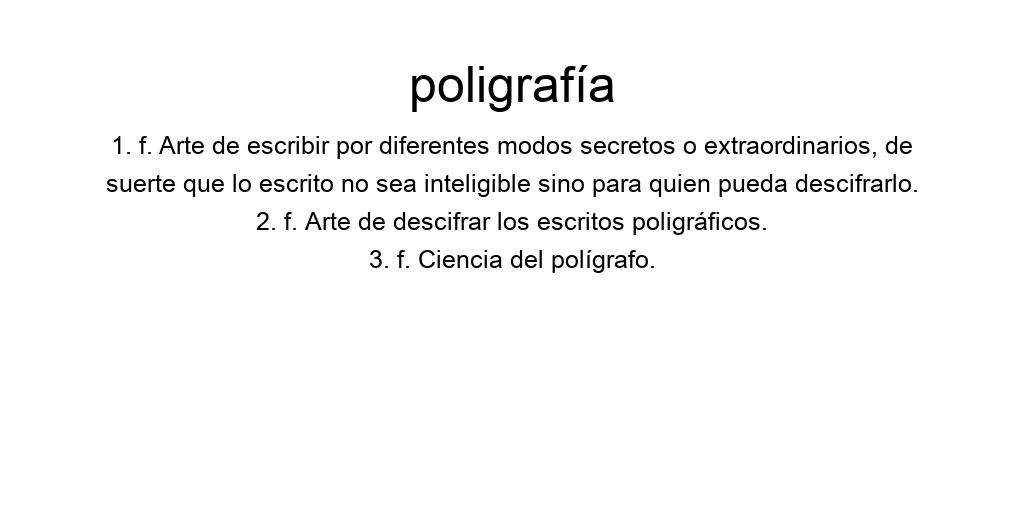 poligrafía
1. f. Arte de escribir por diferentes modos secretos o extraordinarios, de
suerte que lo escrito no sea inteligible sino para quien pueda descifrarlo.
2. f. Arte de descifrar los escritos poligráficos.
3. f. Ciencia del polígrafo.